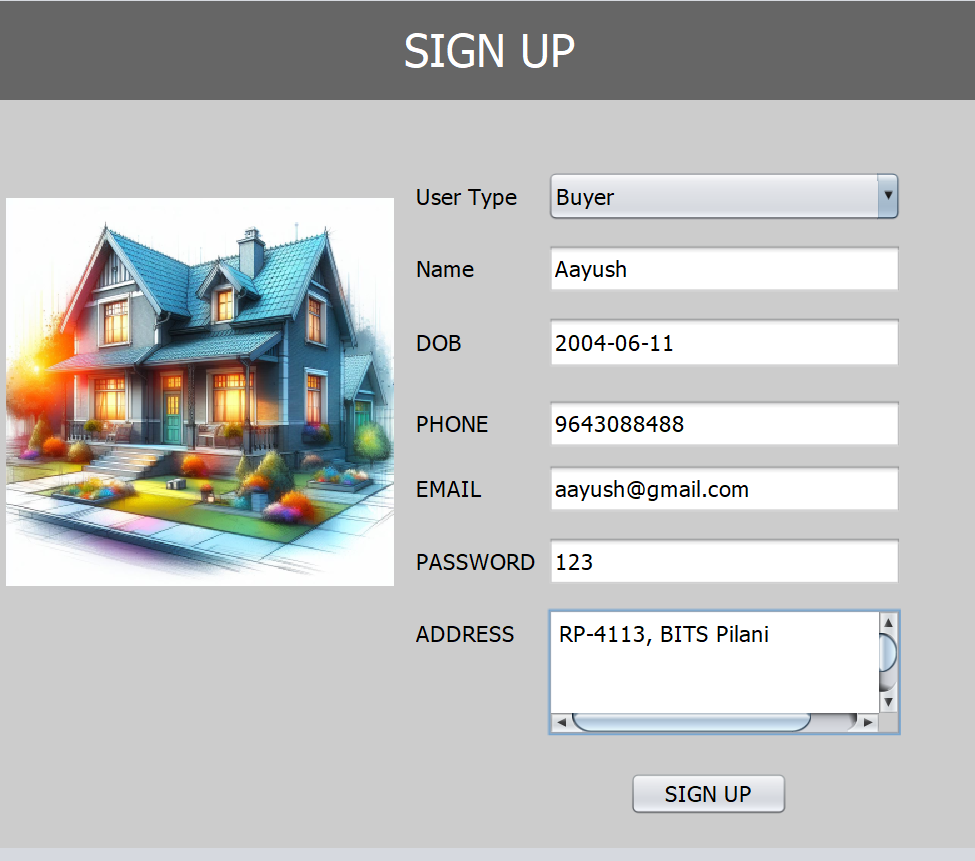 SIGN UP
User Type Buyer
Name Aayush
DOB 2004-06-11
PHONE 9643088488
EMAIL aayush@gmail.com
PASSWORD 123
ADDRESS RP-4113, BITS Pilani
SIGN UP